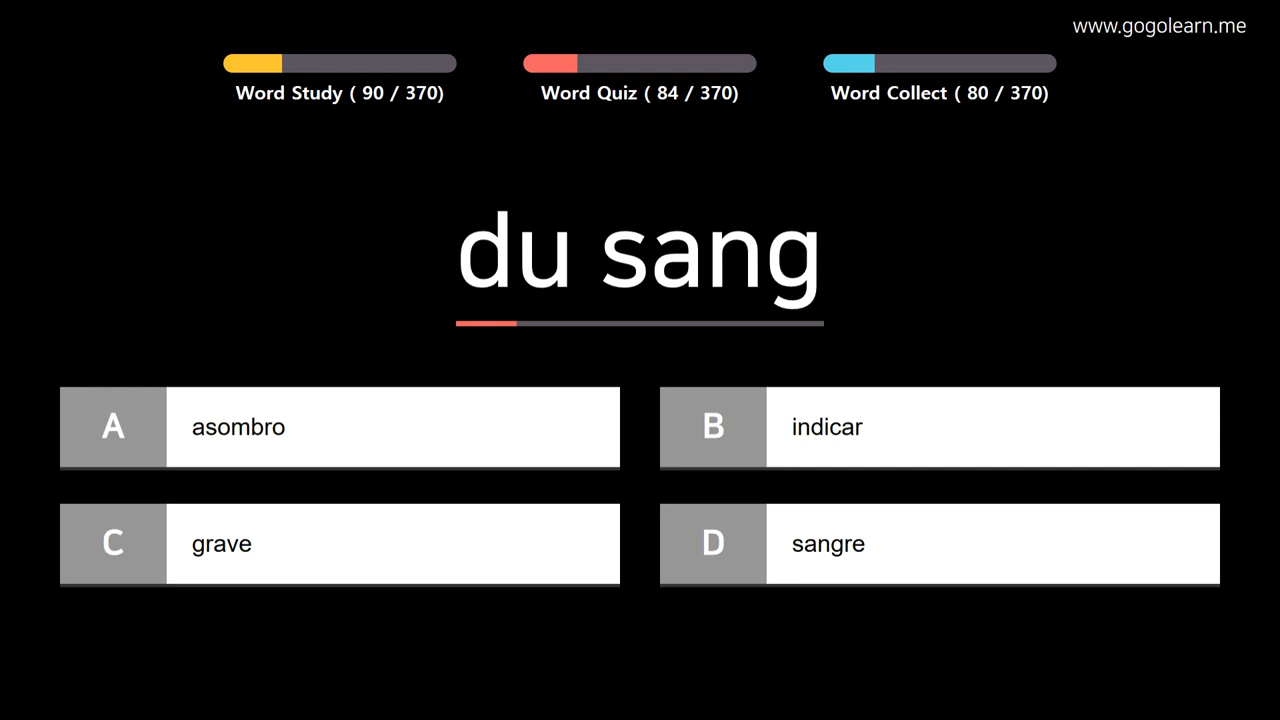 www.gogolearn.me
Word Study ( 90 / 370)
Word Quiz ( 84 / 370)
Word Collect ( 80 / 370)
du sang
A asombro
B indicar
C grave
D sangre